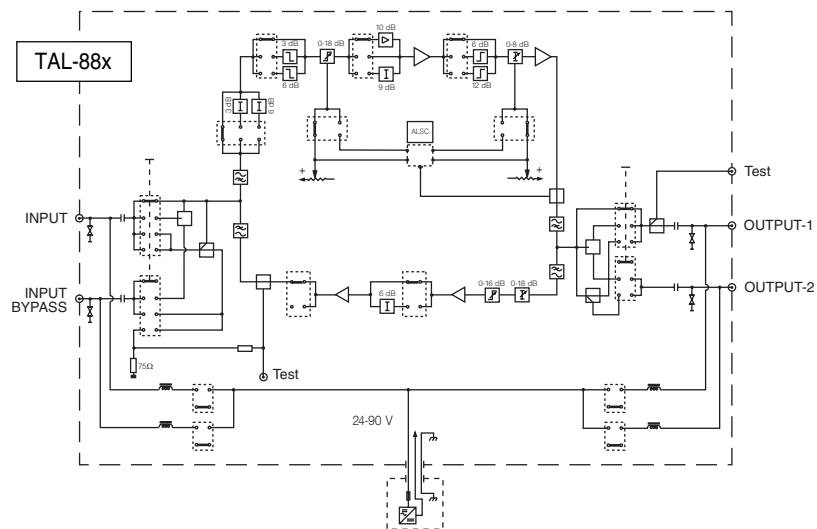 TAL-88x
3 dB
6 dB
0-18 dB
10 dB
9 dB
6 dB
12 dB
0-8 dB
3 dB
6 dB
ALSC
+
+
Test
INPUT
OUTPUT-1
INPUT
BYPASS
OUTPUT-2
6 dB
0-16 dB
0-18 dB
75Ω
Test
24-90 V